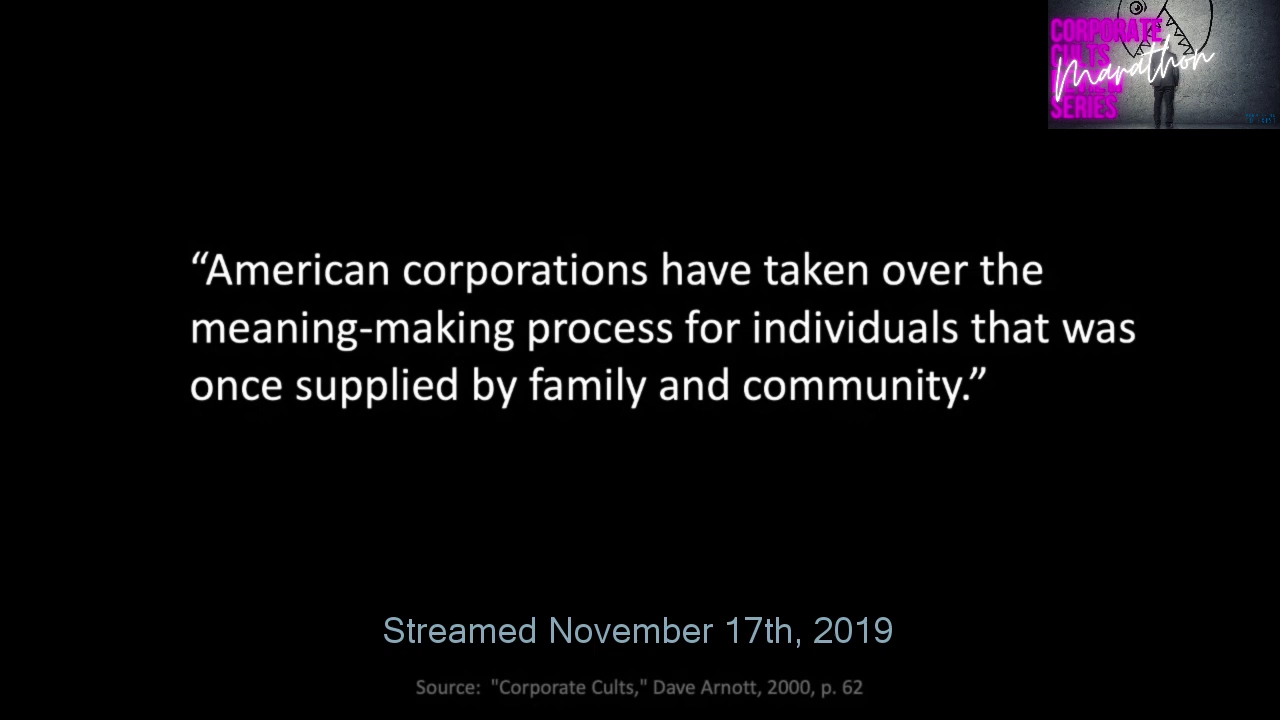 CORPORATE
CULTS
Marathon
SERIES
“American corporations have taken over the
meaning-making process for individuals that was
once supplied by family and community.”
Streamed November 17th, 2019
Source:  "Corporate Cults," Dave Arnott, 2000, p. 62